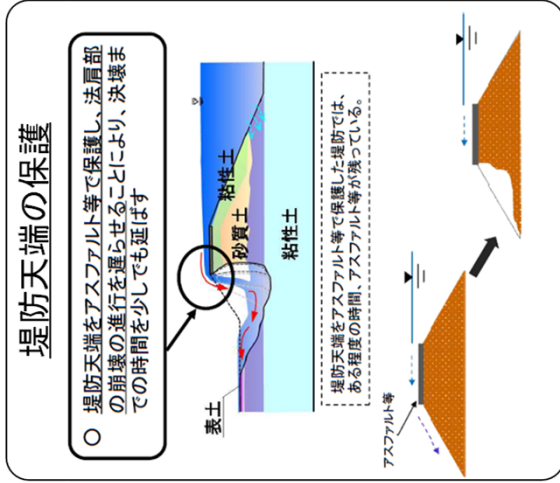 堤防天端の保護
○ 堤防天端をアスファルト等で保護し、法肩部
の崩壊の進行を遅らせることにより、決壊ま
での時間を少しでも延ばす
表土
粘性土
砂質土
粘性土
堤防天端をアスファルト等で保護した堤防では、
ある程度の時間、アスファルト等が残っている。
アスファルト等